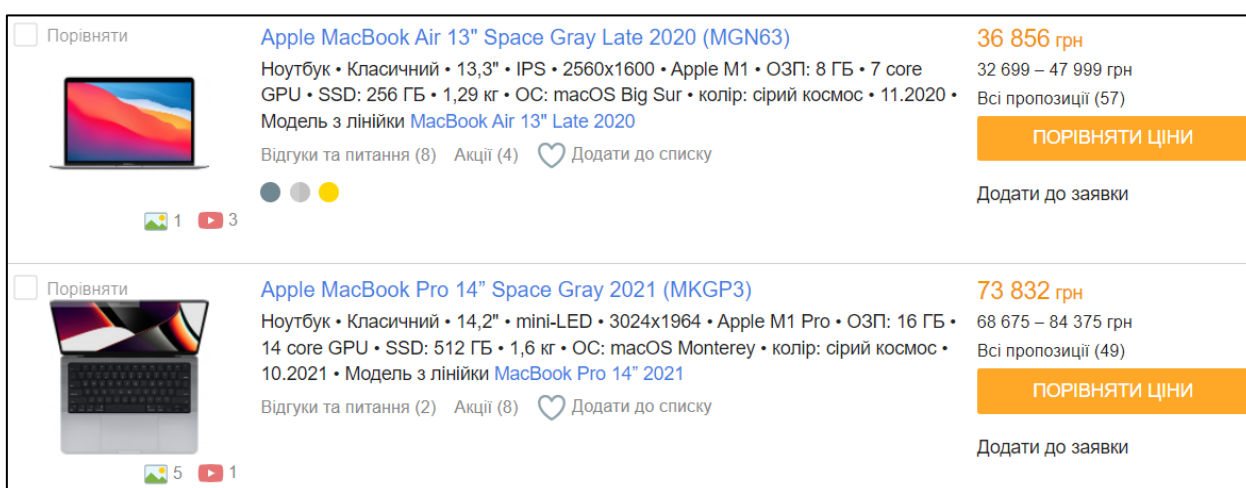 Порівняти
Apple MacBook Air 13" Space Gray Late 2020 (MGN63)
Ноутбук • Класичний • 13,3" • IPS • 2560x1600 • Apple M1 • ОЗП: 8 ГБ • 7 core
GPU • SSD: 256 ГБ • 1,29 кг • ОС: macOS Big Sur • колір: сірий космос • 11.2020 •
Модель з лінійки MacBook Air 13" Late 2020
Відгуки та питання (8) Акції (4) Додати до списку
1 3
36 856 грн
32 699 – 47 999 грн
Всі пропозиції (57)
ПОРІВНЯТИ ЦІНИ
Додати до заявки
Порівняти
Apple MacBook Pro 14” Space Gray 2021 (MKGP3)
Ноутбук • Класичний • 14,2" • mini-LED • 3024x1964 • Apple M1 Pro • ОЗП: 16 ГБ •
14 core GPU • SSD: 512 ГБ • 1,6 кг • ОС: macOS Monterey • колір: сірий космос •
10.2021 • Модель з лінійки MacBook Pro 14” 2021
Відгуки та питання (2) Акції (8) Додати до списку
5 1
73 832 грн
68 675 – 84 375 грн
Всі пропозиції (49)
ПОРІВНЯТИ ЦІНИ
Додати до заявки